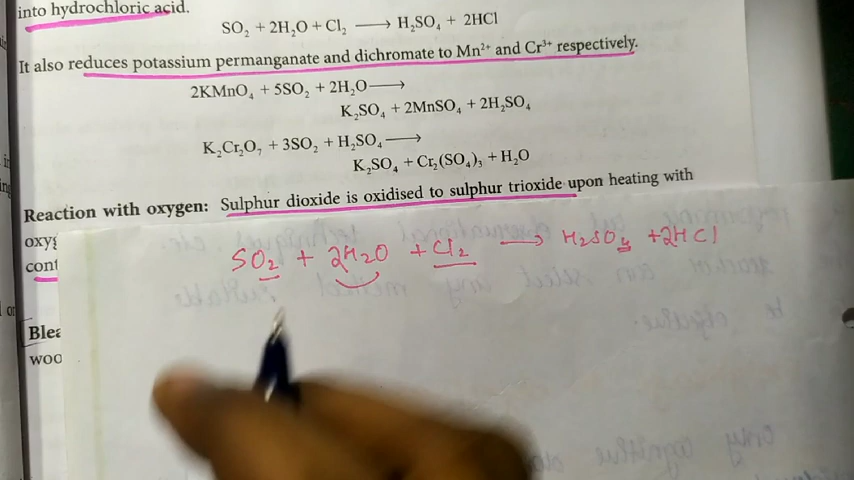 into hydrochloric acid.
SO₂ + 2H₂O + Cl₂ ⟶ H₂SO₄ + 2HCl
It also reduces potassium permanganate and dichromate to Mn²⁺ and Cr³⁺ respectively.
2KMnO₄ + 5SO₂ + 2H₂O ⟶
K₂SO₄ + 2MnSO₄ + 2H₂SO₄
K₂Cr₂O₇ + 3SO₂ + H₂SO₄ ⟶
K₂SO₄ + Cr₂(SO₄)₃ + H₂O
Reaction with oxygen: Sulphur dioxide is oxidised to sulphur trioxide upon heating with
SO₂ + 2H₂O + Cl₂ ⟶ H₂SO₄ + 2HCl